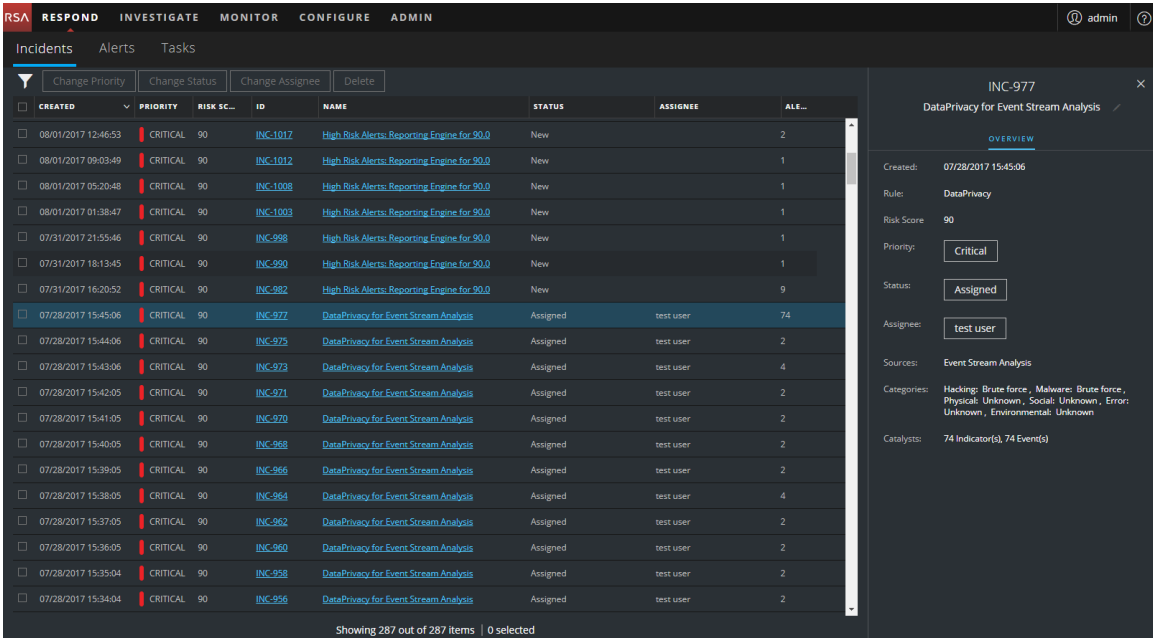 RSA RESPOND INVESTIGATE MONITOR CONFIGURE ADMIN admin ?
Incidents Alerts Tasks
Change Priority Change Status Change Assignee Delete
CREATED PRIORITY RISK SC... ID NAME STATUS ASSIGNEE ALE...
08/01/2017 12:46:53 CRITICAL 90 INC-1017 High Risk Alerts: Reporting Engine for 90.0 New 2
08/01/2017 09:03:49 CRITICAL 90 INC-1012 High Risk Alerts: Reporting Engine for 90.0 New 1
08/01/2017 05:20:48 CRITICAL 90 INC-1008 High Risk Alerts: Reporting Engine for 90.0 New 1
08/01/2017 01:38:47 CRITICAL 90 INC-1003 High Risk Alerts: Reporting Engine for 90.0 New 1
07/31/2017 21:55:46 CRITICAL 90 INC-998 High Risk Alerts: Reporting Engine for 90.0 New 1
07/31/2017 18:13:45 CRITICAL 90 INC-990 High Risk Alerts: Reporting Engine for 90.0 New 1
07/31/2017 16:20:52 CRITICAL 90 INC-982 High Risk Alerts: Reporting Engine for 90.0 New 9
07/28/2017 15:45:06 CRITICAL 90 INC-977 DataPrivacy for Event Stream Analysis Assigned test user 74
07/28/2017 15:44:06 CRITICAL 90 INC-975 DataPrivacy for Event Stream Analysis Assigned test user 2
07/28/2017 15:43:06 CRITICAL 90 INC-973 DataPrivacy for Event Stream Analysis Assigned test user 4
07/28/2017 15:42:05 CRITICAL 90 INC-971 DataPrivacy for Event Stream Analysis Assigned test user 2
07/28/2017 15:41:05 CRITICAL 90 INC-970 DataPrivacy for Event Stream Analysis Assigned test user 2
07/28/2017 15:40:05 CRITICAL 90 INC-968 DataPrivacy for Event Stream Analysis Assigned test user 2
07/28/2017 15:39:05 CRITICAL 90 INC-966 DataPrivacy for Event Stream Analysis Assigned test user 2
07/28/2017 15:38:05 CRITICAL 90 INC-964 DataPrivacy for Event Stream Analysis Assigned test user 4
07/28/2017 15:37:05 CRITICAL 90 INC-962 DataPrivacy for Event Stream Analysis Assigned test user 2
07/28/2017 15:36:05 CRITICAL 90 INC-960 DataPrivacy for Event Stream Analysis Assigned test user 2
07/28/2017 15:35:04 CRITICAL 90 INC-958 DataPrivacy for Event Stream Analysis Assigned test user 2
07/28/2017 15:34:04 CRITICAL 90 INC-956 DataPrivacy for Event Stream Analysis Assigned test user 2
Showing 287 out of 287 items | 0 selected
INC-977
DataPrivacy for Event Stream Analysis
OVERVIEW
Created: 07/28/2017 15:45:06
Rule: DataPrivacy
Risk Score 90
Priority: Critical
Status: Assigned
Assignee: test user
Sources: Event Stream Analysis
Categories: Hacking: Brute force , Malware: Brute force ,
Physical: Unknown , Social: Unknown , Error:
Unknown , Environmental: Unknown
Catalysts: 74 Indicator(s), 74 Event(s)